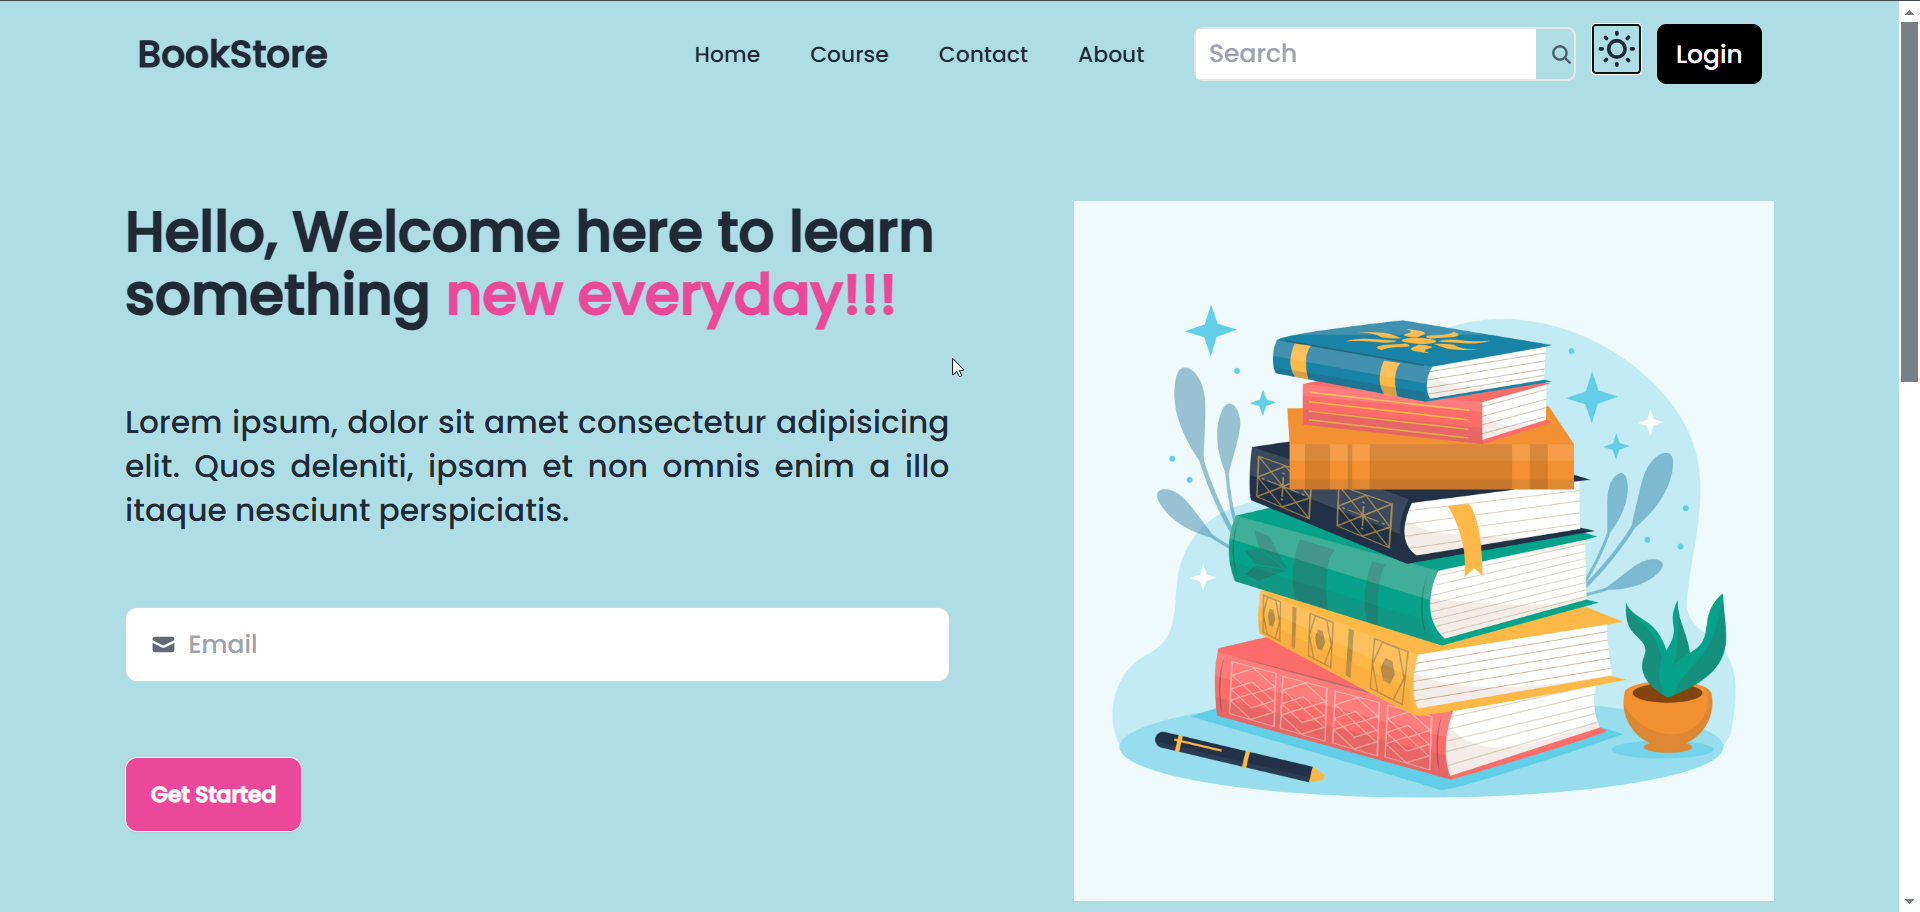 BookStore
Home
Course
Contact
About
Search
Login
Hello, Welcome here to learn
something new everyday!!!
Lorem ipsum, dolor sit amet consectetur adipisicing
elit. Quos deleniti, ipsam et non omnis enim a illo
itaque nesciunt perspiciatis.
Email
Get Started